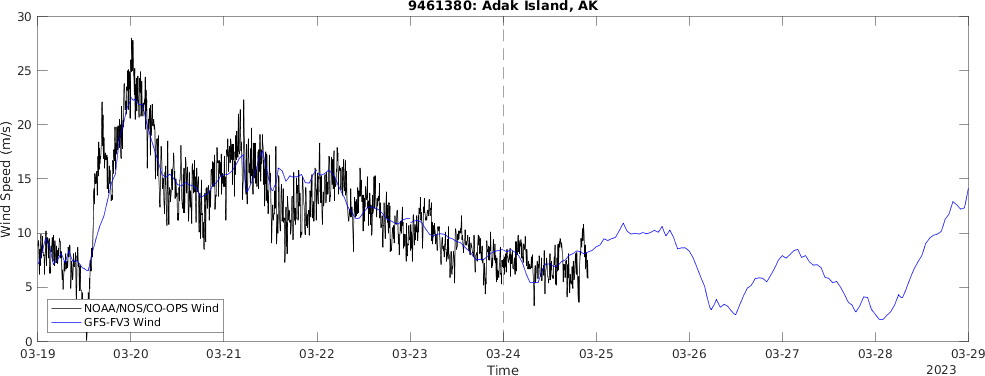 9461380: Adak Island, AK
30
25
20
15
10
5
0
Wind Speed (m/s)
NOAA/NOS/CO-OPS Wind
GFS-FV3 Wind
03-19 03-20 03-21 03-22 03-23 03-24 03-25 03-26 03-27 03-28 03-29
Time
2023